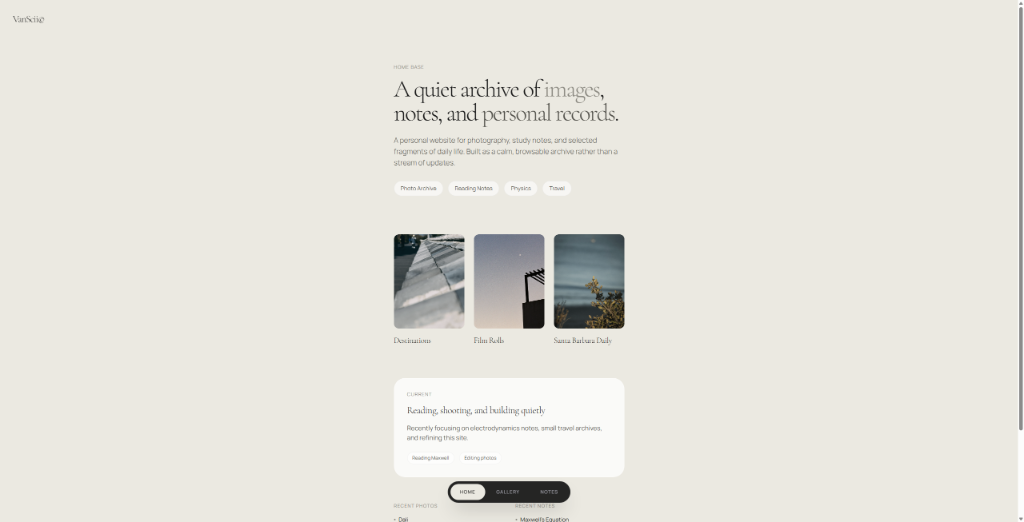 VanSeike
HOME BASE
A quiet archive of images,
notes, and personal records.
A personal website for photography, study notes, and selected
fragments of daily life. Built as a calm, browsable archive rather than a
stream of updates.
Photo Archive Reading Notes Physics Travel
Destinations Film Rolls Santa Barbara Daily
CURRENT
Reading, shooting, and building quietly
Recently focusing on electrodynamics notes, small travel archives,
and refining this site.
Reading Maxwell Editing photos
HOME GALLERY NOTES
RECENT PHOTOS RECENT NOTES
- Dali - Maxwell's Equation